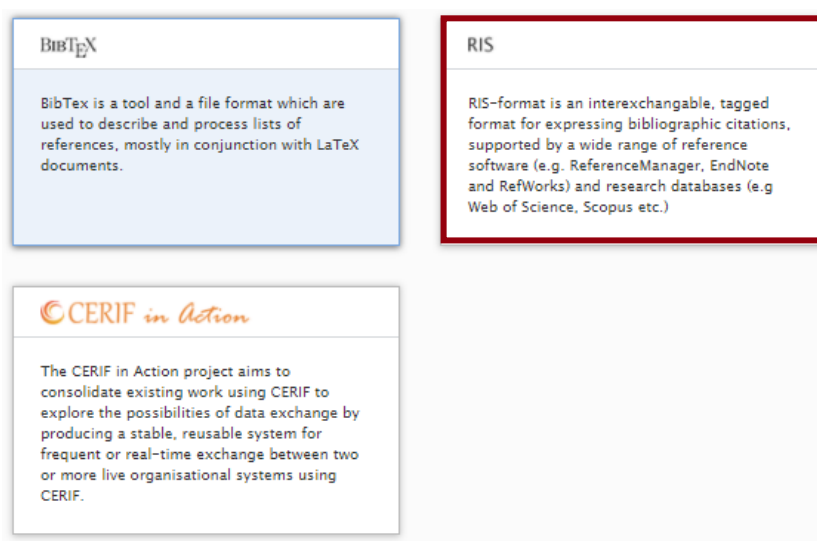 BIBTEX
BibTex is a tool and a file format which are
used to describe and process lists of
references, mostly in conjunction with LaTeX
documents.
RIS
RIS-format is an interexchangable, tagged
format for expressing bibliographic citations,
supported by a wide range of reference
software (e.g. ReferenceManager, EndNote
and RefWorks) and research databases (e.g
Web of Science, Scopus etc.)
CERIF in Action
The CERIF in Action project aims to
consolidate existing work using CERIF to
explore the possibilities of data exchange by
producing a stable, reusable system for
frequent or real-time exchange between two
or more live organisational systems using
CERIF.